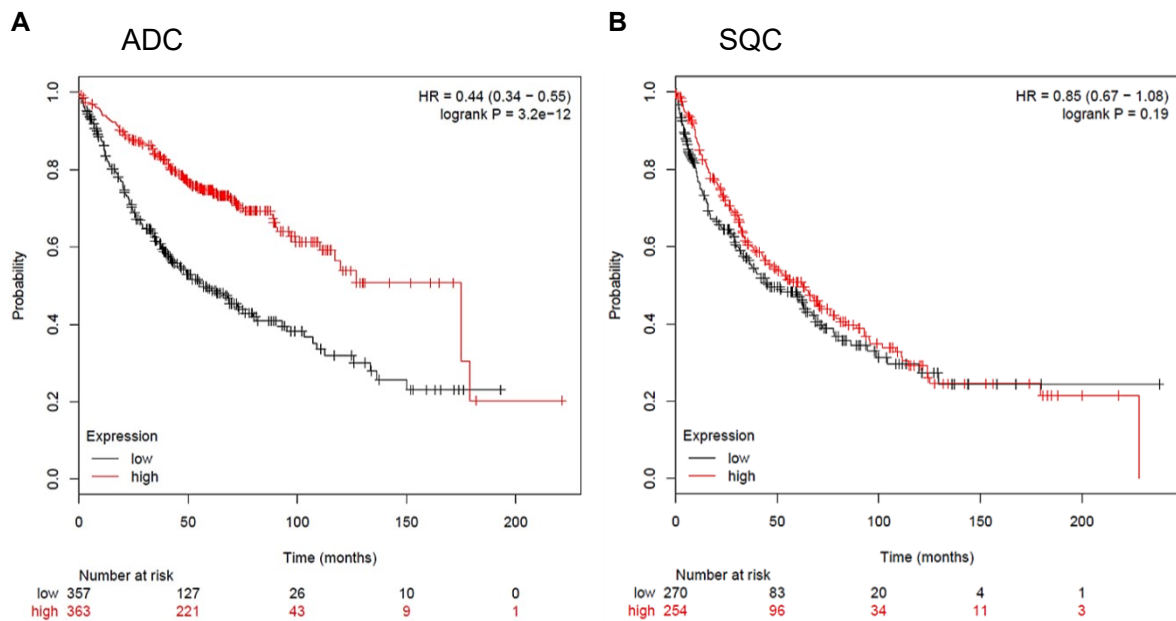 A
ADC
HR = 0.44 (0.34 − 0.55)
logrank P = 3.2e−12
Probability
1.0
0.8
0.6
0.4
0.2
0.0
Expression
low
high
0 50 100 150 200
Time (months)
Number at risk
low 357 127 26 10 0
high 363 221 43 9 1
B
SQC
HR = 0.85 (0.67 − 1.08)
logrank P = 0.19
Probability
1.0
0.8
0.6
0.4
0.2
0.0
Expression
low
high
0 50 100 150 200
Time (months)
Number at risk
low 270 83 20 4 1
high 254 96 34 11 3